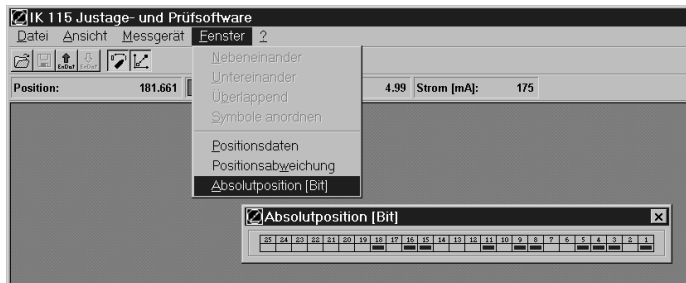 IK 115 Justage- und Prüfsoftware
Datei Ansicht Messgerät Fenster ?
EnDat EnDat
Position: 181.661 4.99 Strom [mA]: 175
Nebeneinander
Untereinander
Überlappend
Symbole anordnen
Positionsdaten
Positionsabweichung
Absolutposition [Bit]
Absolutposition [Bit]
25 24 23 22 21 20 19 18 17 16 15 14 13 12 11 10 9 8 7 6 5 4 3 2 1